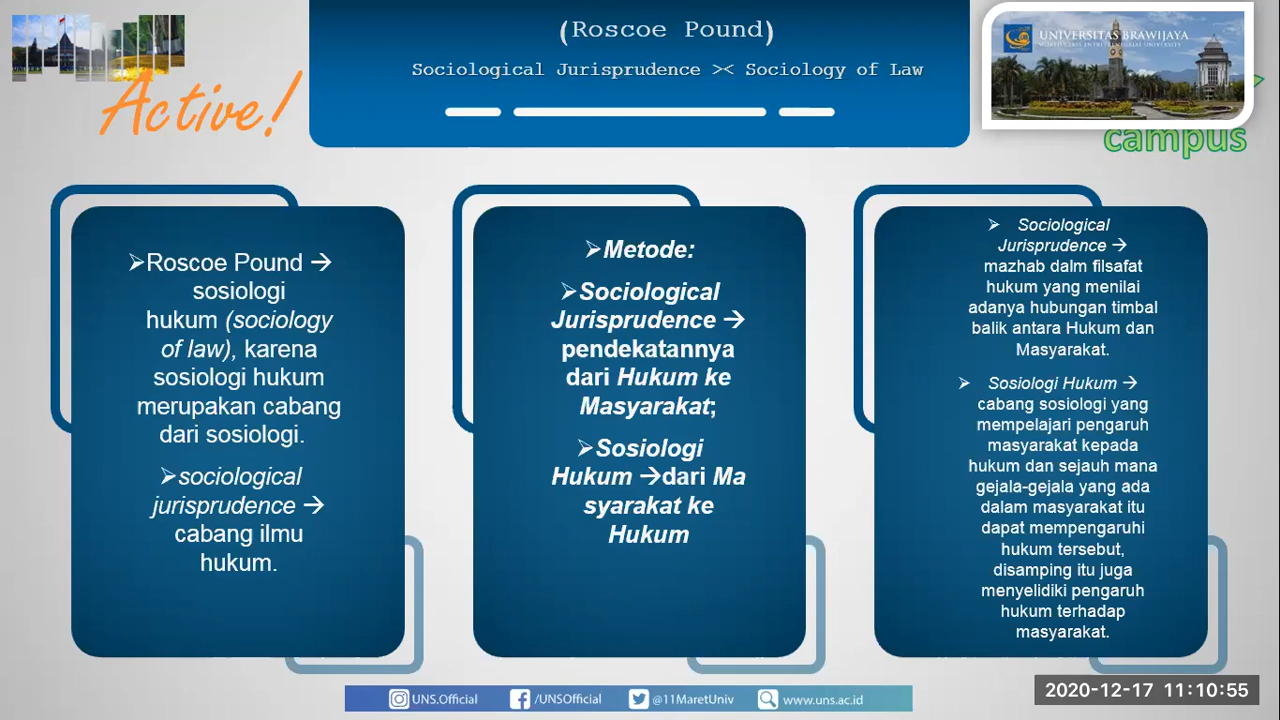 (Roscoe Pound)
Sociological Jurisprudence >< Sociology of Law
Active!
UNIVERSITAS BRAWIJAYA
campus
➢Roscoe Pound →
sosiologi
hukum (sociology
of law), karena
sosiologi hukum
merupakan cabang
dari sosiologi.
➢sociological
jurisprudence →
cabang ilmu
hukum.
➢Metode:
➢Sociological
Jurisprudence →
pendekatannya
dari Hukum ke
Masyarakat;
➢Sosiologi
Hukum →dari Ma
syarakat ke
Hukum
➢ Sociological
Jurisprudence →
mazhab dalm filsafat
hukum yang menilai
adanya hubungan timbal
balik antara Hukum dan
Masyarakat.
➢ Sosiologi Hukum →
cabang sosiologi yang
mempelajari pengaruh
masyarakat kepada
hukum dan sejauh mana
gejala-gejala yang ada
dalam masyarakat itu
dapat mempengaruhi
hukum tersebut,
disamping itu juga
menyelidiki pengaruh
hukum terhadap
masyarakat.
UNS.Official /UNSOfficial @11MaretUniv www.uns.ac.id
2020-12-17 11:10:55